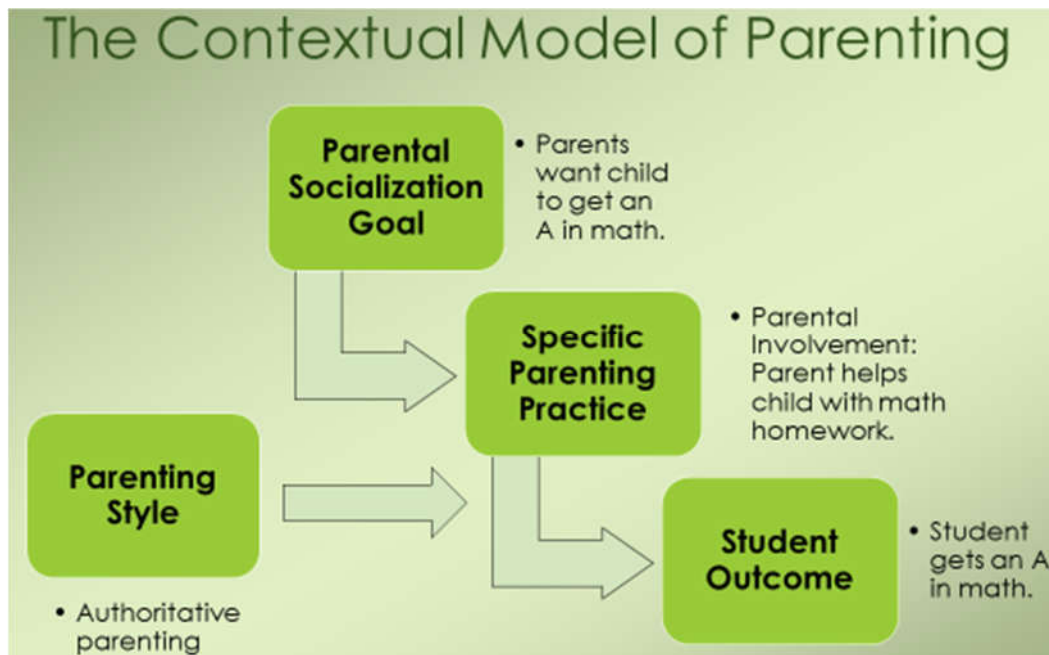 The Contextual Model of Parenting
Parental
Socialization
Goal
• Parents
want child
to get an
A in math.
Specific
Parenting
Practice
• Parental
Involvement:
Parent helps
child with math
homework.
Parenting
Style
• Authoritative
parenting
Student
Outcome
• Student
gets an A
in math.